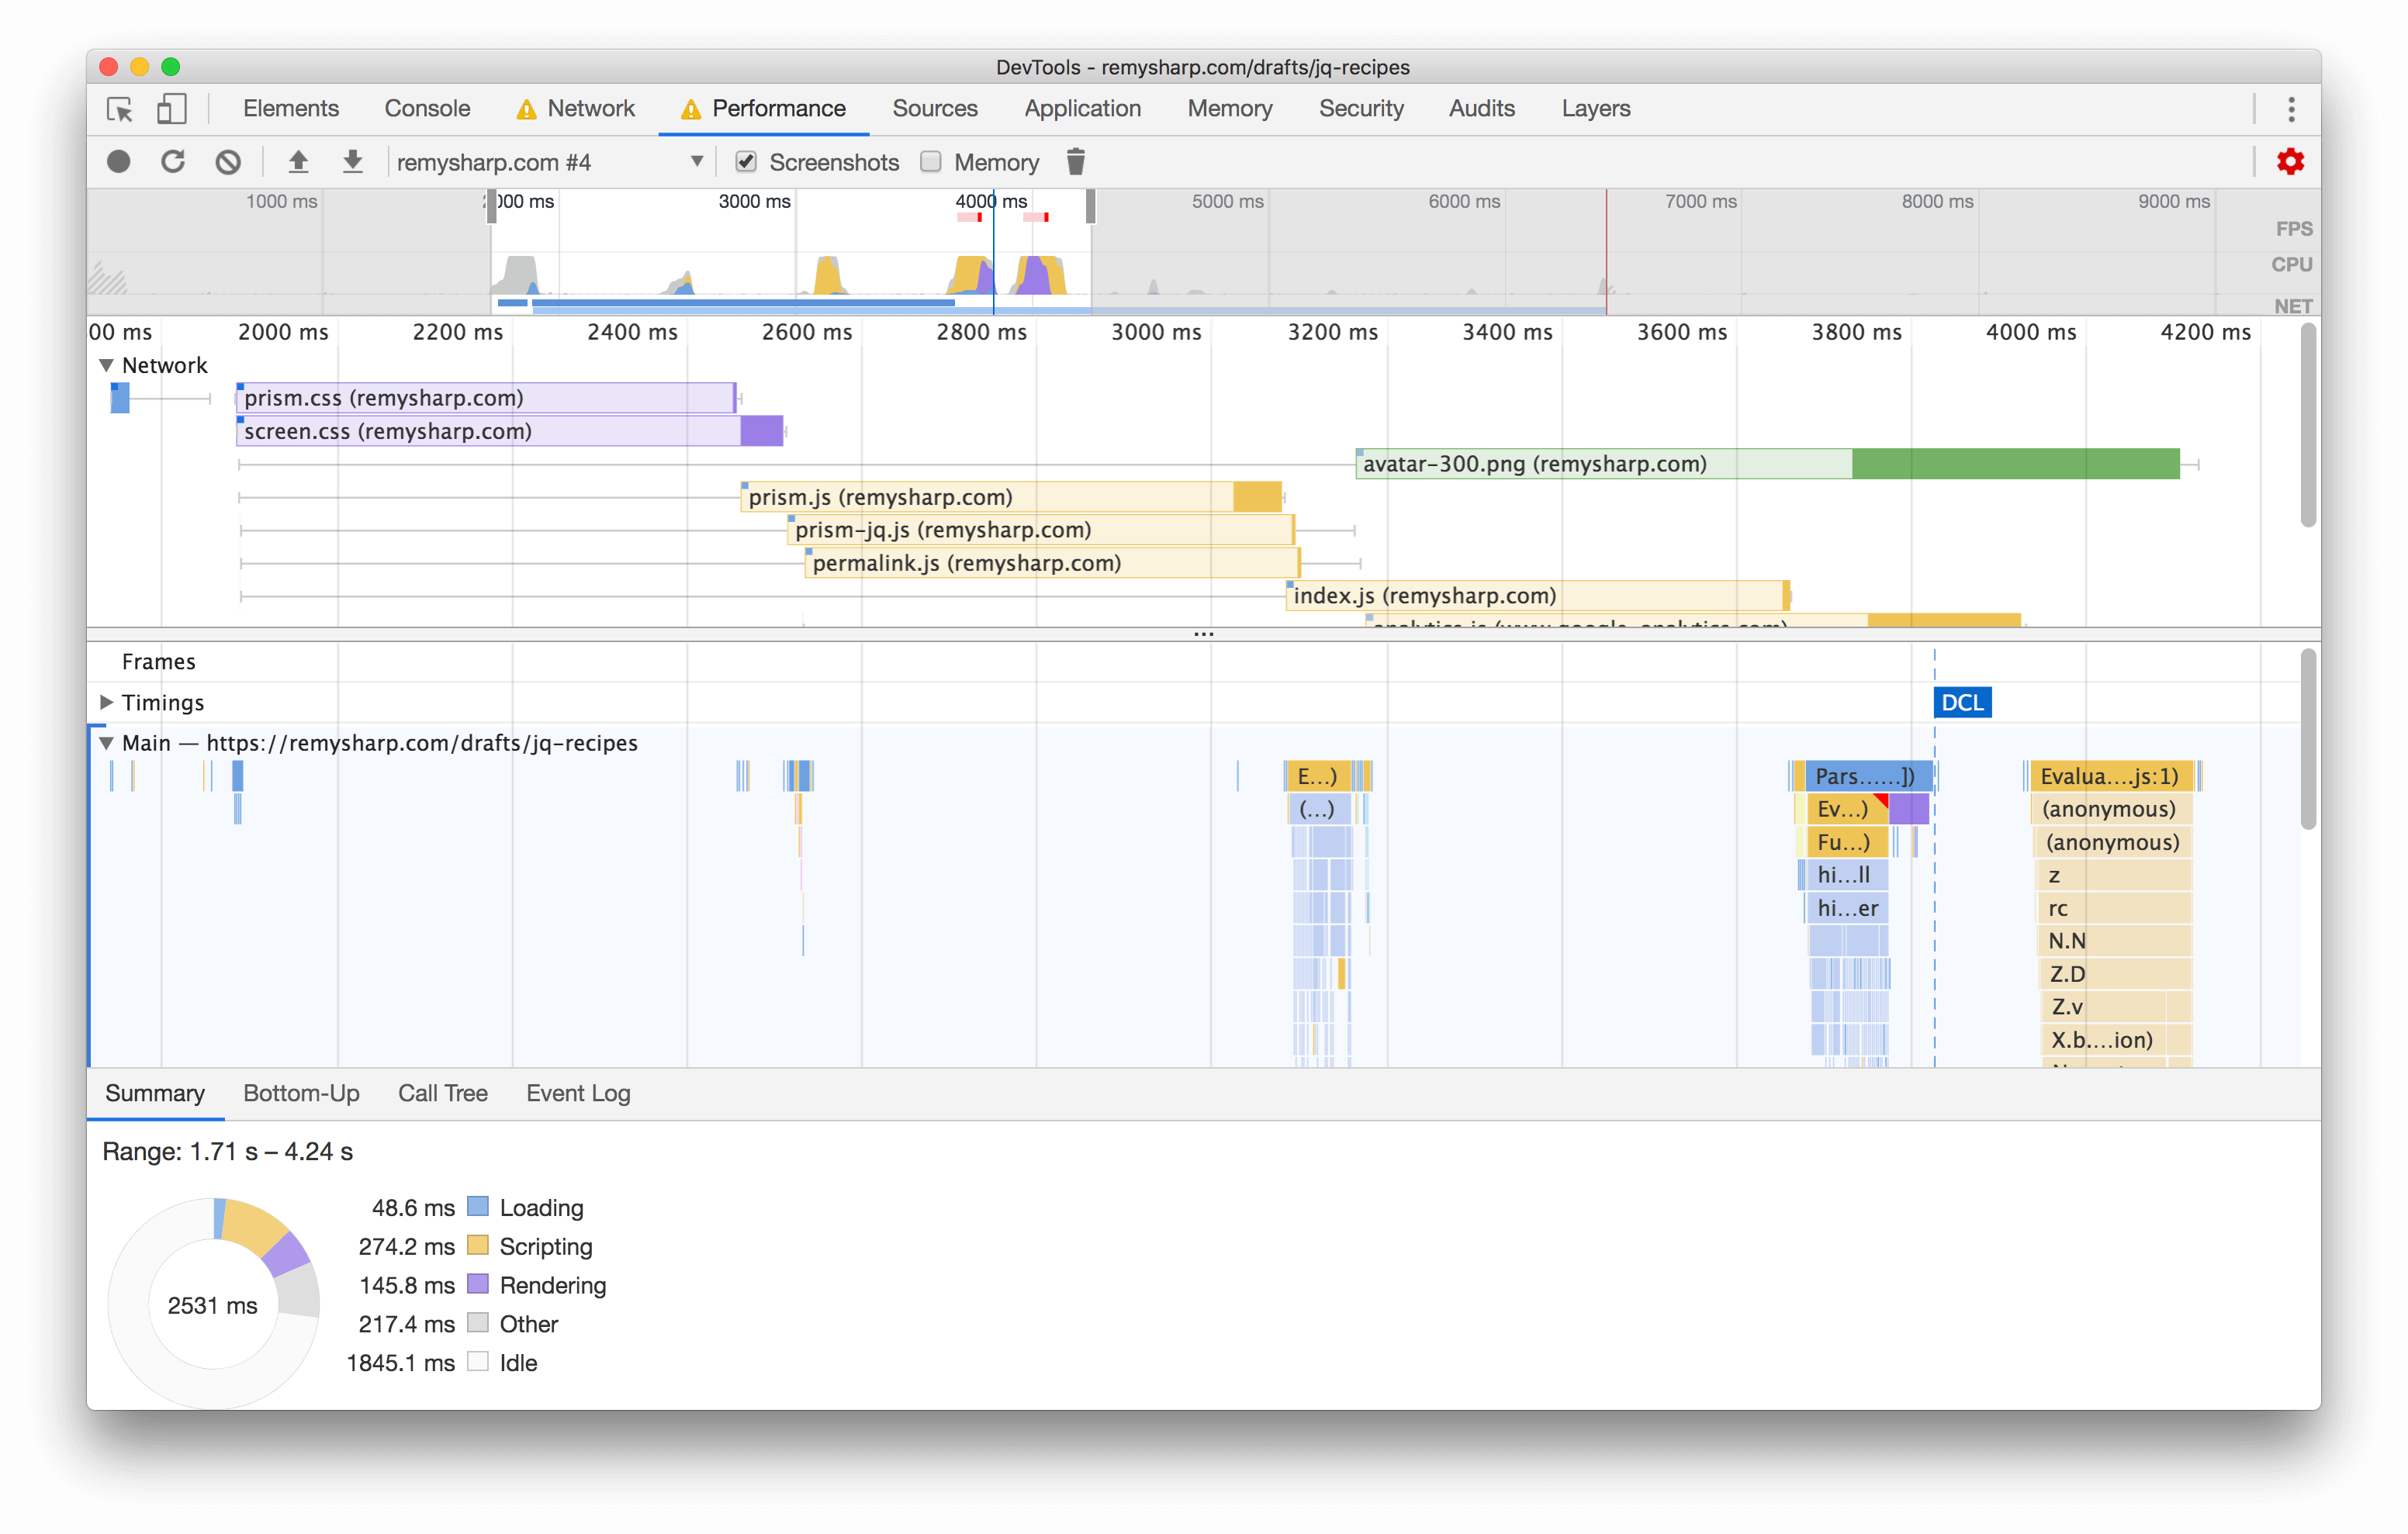 DevTools - remysharp.com/drafts/jq-recipes
Elements Console Network Performance Sources Application Memory Security Audits Layers
remysharp.com #4 Screenshots Memory
1000 ms 000 ms 3000 ms 4000 ms 5000 ms 6000 ms 7000 ms 8000 ms 9000 ms
FPS
CPU
NET
00 ms 2000 ms 2200 ms 2400 ms 2600 ms 2800 ms 3000 ms 3200 ms 3400 ms 3600 ms 3800 ms 4000 ms 4200 ms
Network
prism.css (remysharp.com)
screen.css (remysharp.com)
avatar-300.png (remysharp.com)
prism.js (remysharp.com)
prism-jq.js (remysharp.com)
permalink.js (remysharp.com)
index.js (remysharp.com)
analytics.js (www.google-analytics.com)
...
Frames
Timings
DCL
Main — https://remysharp.com/drafts/jq-recipes
E...) Pars......]) Evalua....js:1)
(...) Ev...) (anonymous)
Fu...) (anonymous)
hi...ll z
hi...er rc
N.N
Z.D
Z.v
X.b....ion)
Summary Bottom-Up Call Tree Event Log
Range: 1.71 s – 4.24 s
2531 ms
48.6 ms Loading
274.2 ms Scripting
145.8 ms Rendering
217.4 ms Other
1845.1 ms Idle